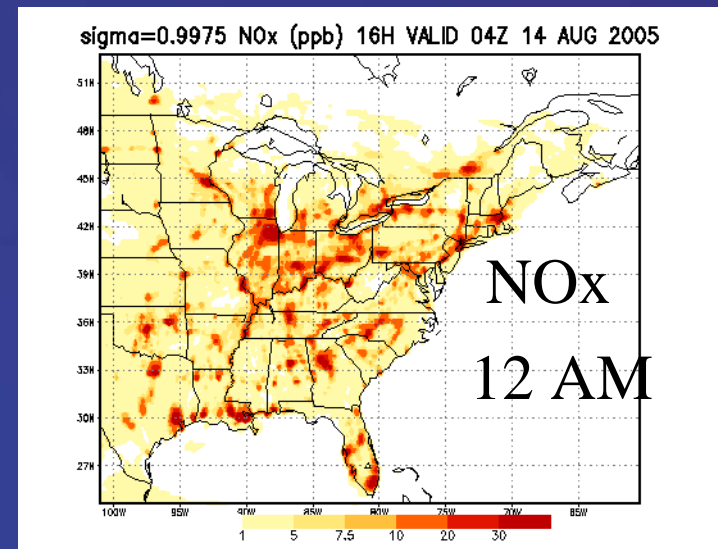 sigma=0.9975 NOx (ppb) 16H VALID 04Z 14 AUG 2005
51N
48N
45N
42N
39N
36N
33N
30N
27N
NOx
12 AM
100W 95W 90W 85W 80W 75W 70W 65W
1 5 7.5 10 20 30